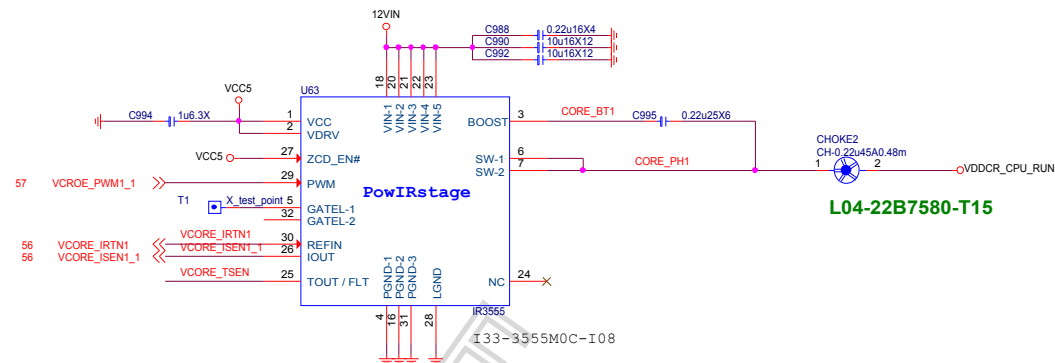 12VIN
C988 0.22u16X4
C990 10u16X12
C992 10u16X12
18 20 21 22 23
U63
VCC5
C994 1u6.3X
1 VCC
2 VDRV
VIN-1 VIN-2 VIN-3 VIN-4 VIN-5
BOOST 3 CORE_BT1 C995 0.22u25X6
VCC5 27 ZCD_EN#
SW-1 6
SW-2 7 CORE_PH1
CHOKE2
CH-0.22u45A0.48m
1 2 VDDCR_CPU_RUN
L04-22B7580-T15
57 VCROE_PWM1_1 29 PWM
PowIRstage
T1 X_test_point 5 GATEL-1
32 GATEL-2
VCORE_IRTN1
56 VCORE_IRTN1 30 REFIN
VCORE_ISEN1_1
56 VCORE_ISEN1_1 26 IOUT
VCORE_TSEN 25 TOUT / FLT
NC 24
PGND-1 PGND-2 PGND-3 LGND
4 16 31 28
IR3555
I33-3555M0C-I08